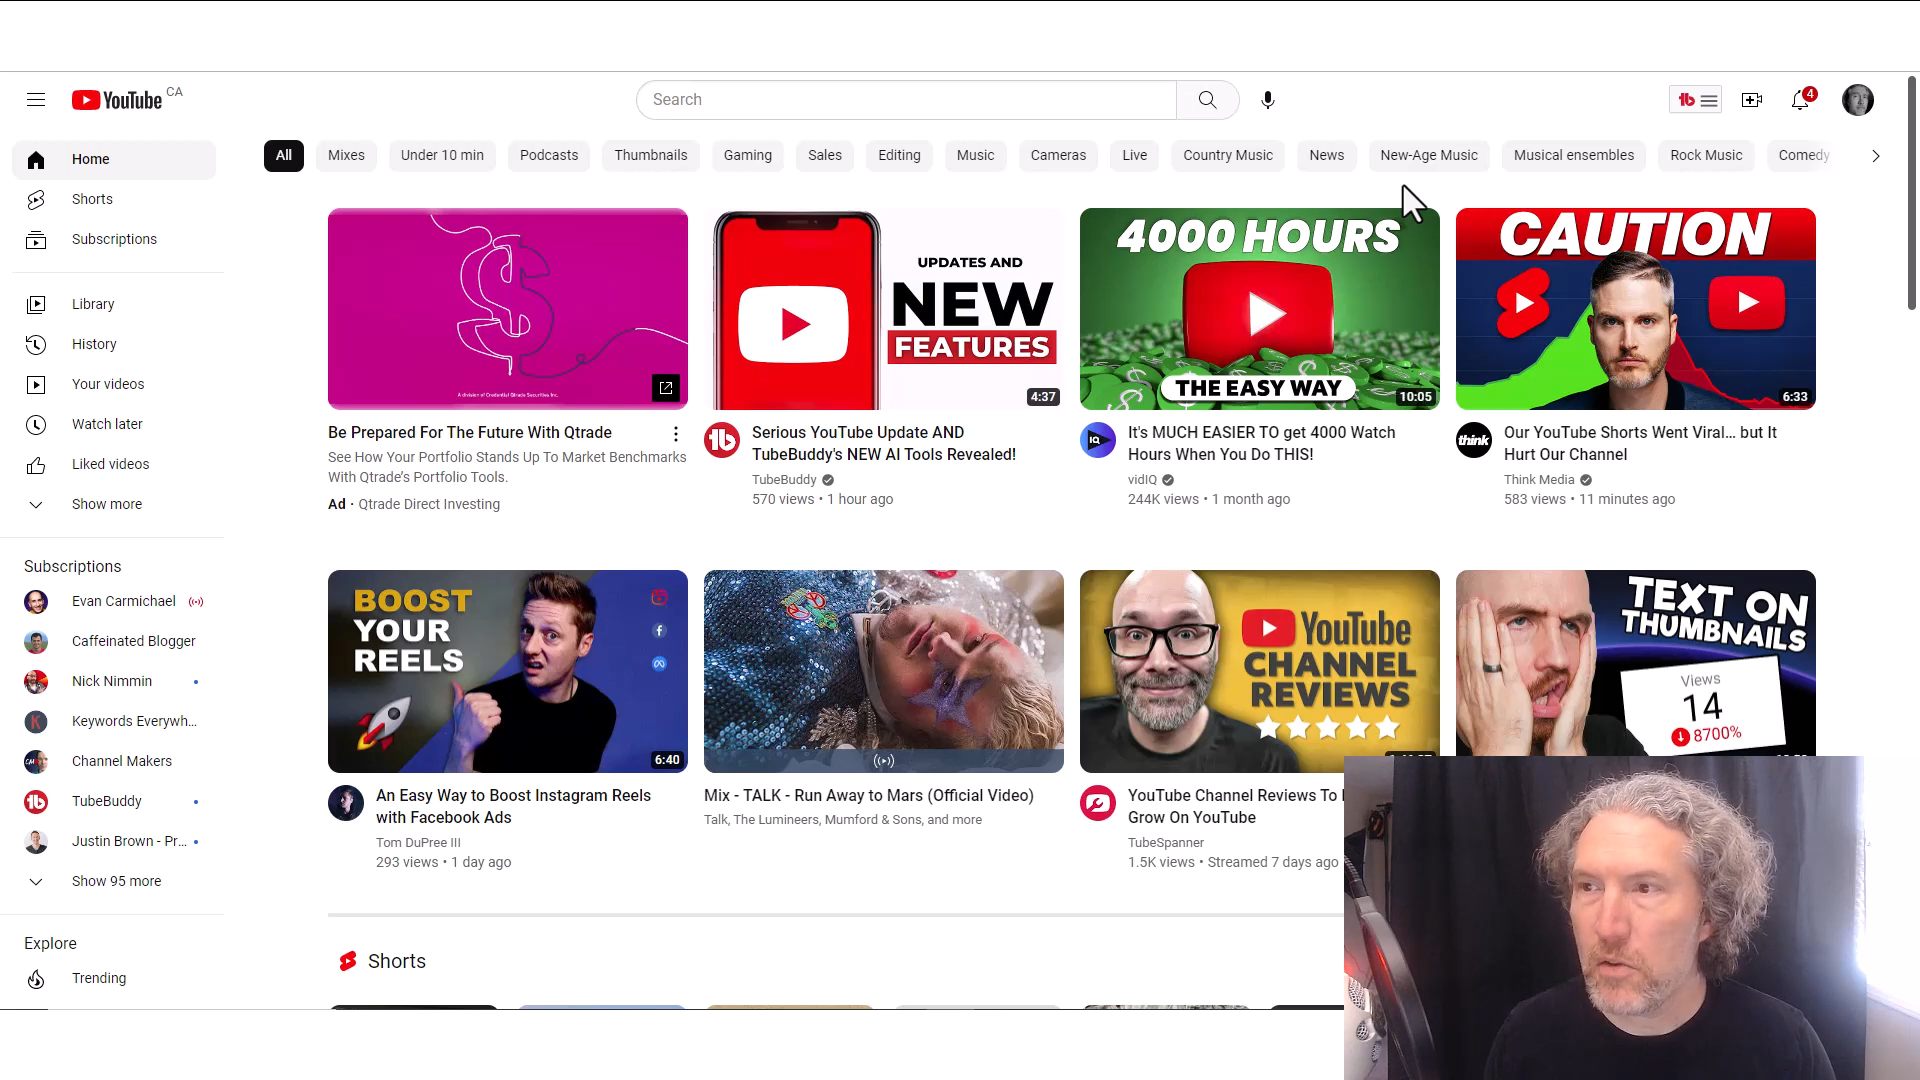 YouTube CA
Search
4
Home
Shorts
Subscriptions
Library
History
Your videos
Watch later
Liked videos
Show more
Subscriptions
Evan Carmichael
Caffeinated Blogger
Nick Nimmin
Keywords Everywh...
Channel Makers
TubeBuddy
Justin Brown - Pr...
Show 95 more
Explore
Trending
All
Mixes
Under 10 min
Podcasts
Thumbnails
Gaming
Sales
Editing
Music
Cameras
Live
Country Music
News
New-Age Music
Musical ensembles
Rock Music
Comedy
A division of Credential Qtrade Securities Inc.
Be Prepared For The Future With Qtrade
See How Your Portfolio Stands Up To Market Benchmarks
With Qtrade's Portfolio Tools.
Ad · Qtrade Direct Investing
UPDATES AND
NEW
FEATURES
4:37
Serious YouTube Update AND
TubeBuddy's NEW AI Tools Revealed!
TubeBuddy
570 views • 1 hour ago
4000 HOURS
THE EASY WAY
10:05
IQ
It's MUCH EASIER TO get 4000 Watch
Hours When You Do THIS!
vidIQ
244K views • 1 month ago
CAUTION
6:33
think
Our YouTube Shorts Went Viral... but It
Hurt Our Channel
Think Media
583 views • 11 minutes ago
BOOST
YOUR
REELS
6:40
An Easy Way to Boost Instagram Reels
with Facebook Ads
Tom DuPree III
293 views • 1 day ago
Mix - TALK - Run Away to Mars (Official Video)
Talk, The Lumineers, Mumford & Sons, and more
YouTube
CHANNEL
REVIEWS
YouTube Channel Reviews To
Grow On YouTube
TubeSpanner
1.5K views • Streamed 7 days ago
TEXT ON
THUMBNAILS
Views
14
8700%
Shorts